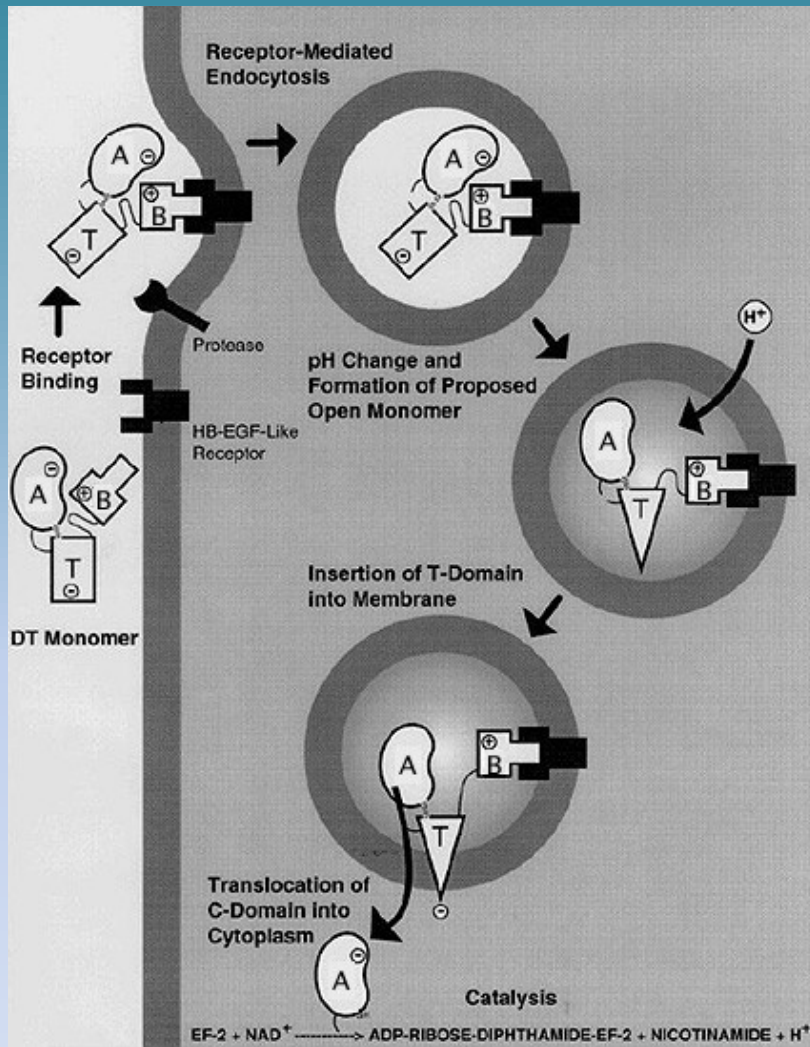 Receptor-Mediated
Endocytosis
A
⊖
⊕
B
T
⊖
A
⊖
⊕
B
T
⊖
Receptor
Binding
Protease
pH Change and
Formation of Proposed
Open Monomer
H+
HB-EGF-Like
Receptor
A
⊖
⊕
B
T
⊖
DT Monomer
A
⊕
B
T
Insertion of T-Domain
into Membrane
A
⊕
B
T
⊖
Translocation of
C-Domain into
Cytoplasm
A
⊖
Catalysis
EF-2 + NAD+ ----------> ADP-RIBOSE-DIPHTHAMIDE-EF-2 + NICOTINAMIDE + H+